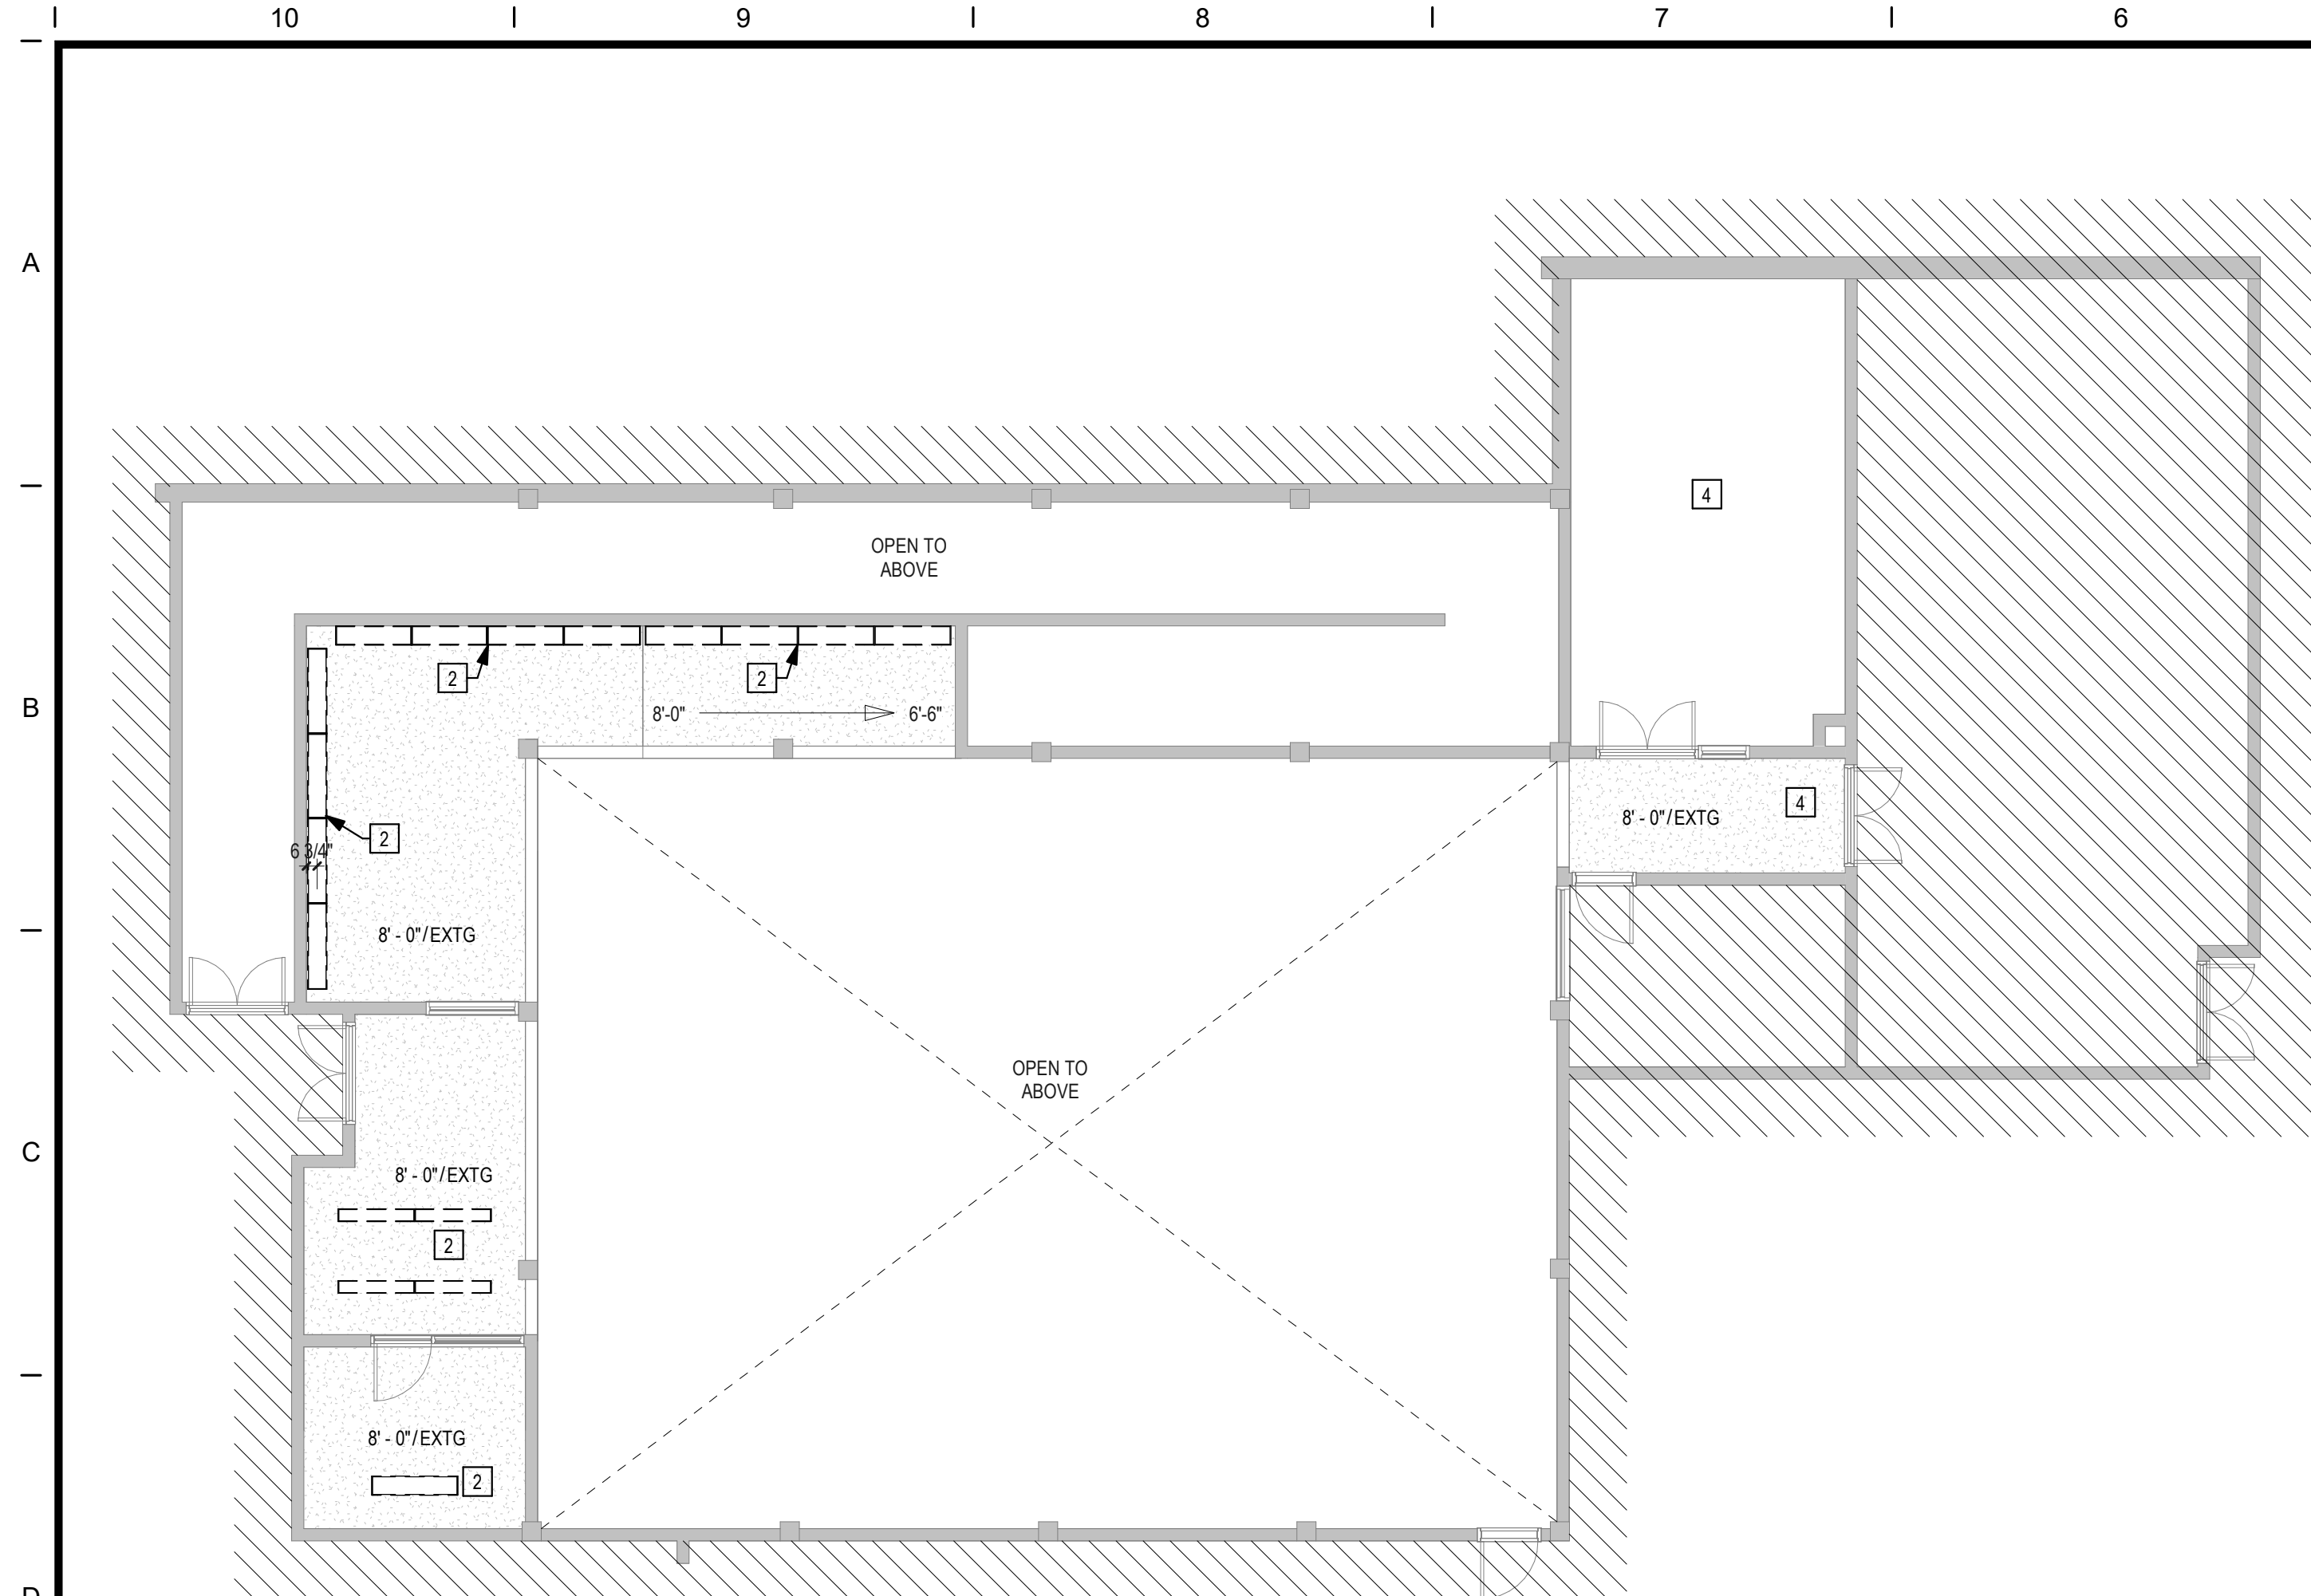 10 9 8 7 6
A
4
OPEN TO
ABOVE
2 2
B
8'-0" 6'-6"
4
8' - 0"/EXTG
2
6 3/4"
8' - 0"/EXTG
OPEN TO
ABOVE
C
8' - 0"/EXTG
2
8' - 0"/EXTG
2
D